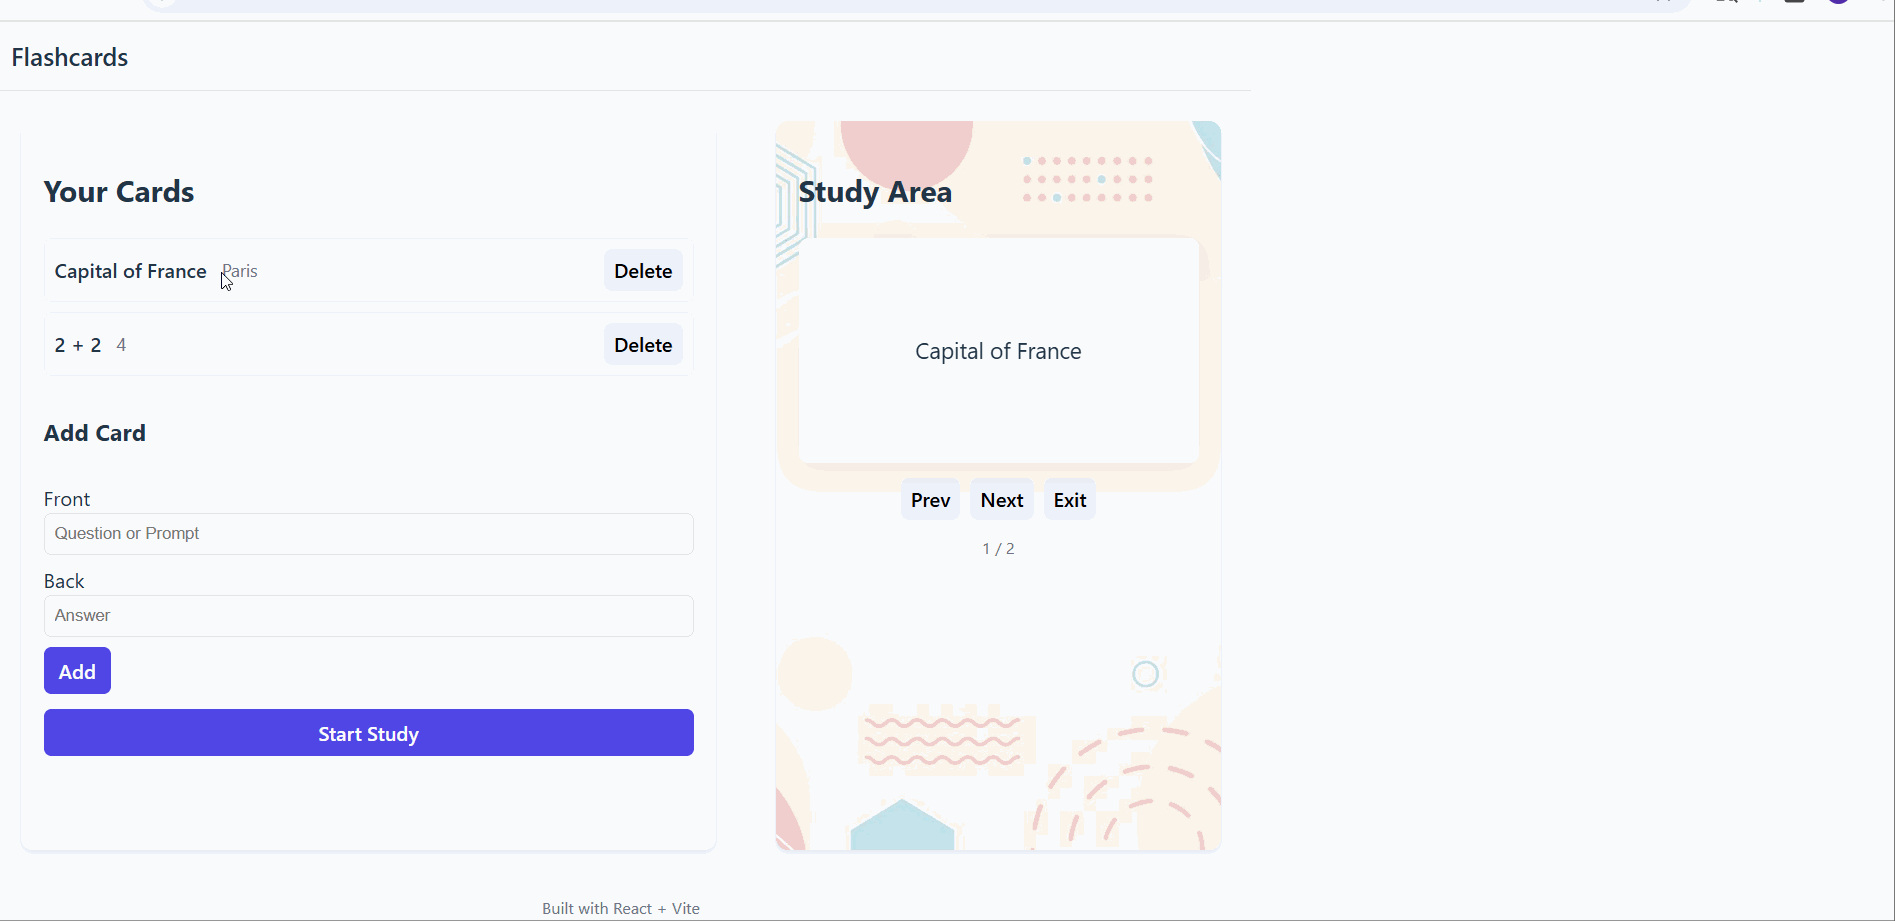 Flashcards
Your Cards
Capital of France Paris Delete
2 + 2 4 Delete
Add Card
Front
Question or Prompt
Back
Answer
Add
Start Study
Study Area
Capital of France
Prev Next Exit
1 / 2
Built with React + Vite